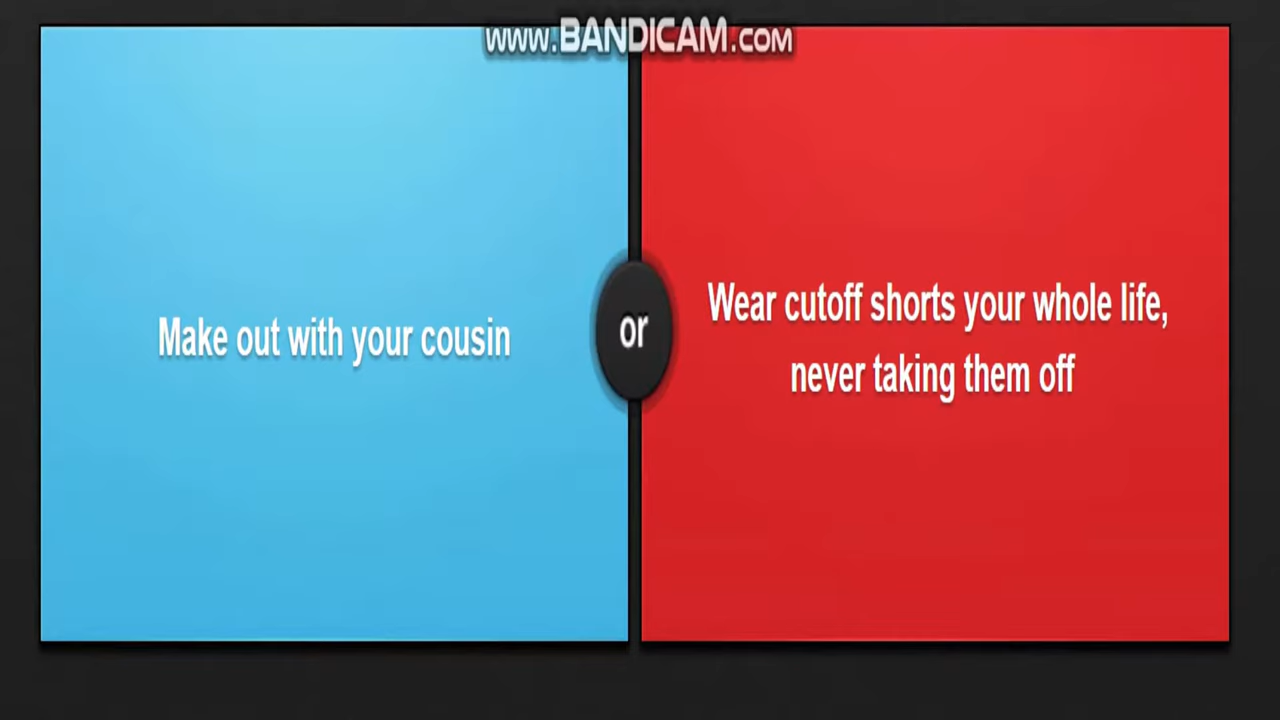 www.BANDICAM.com
Make out with your cousin
or
Wear cutoff shorts your whole life,
never taking them off